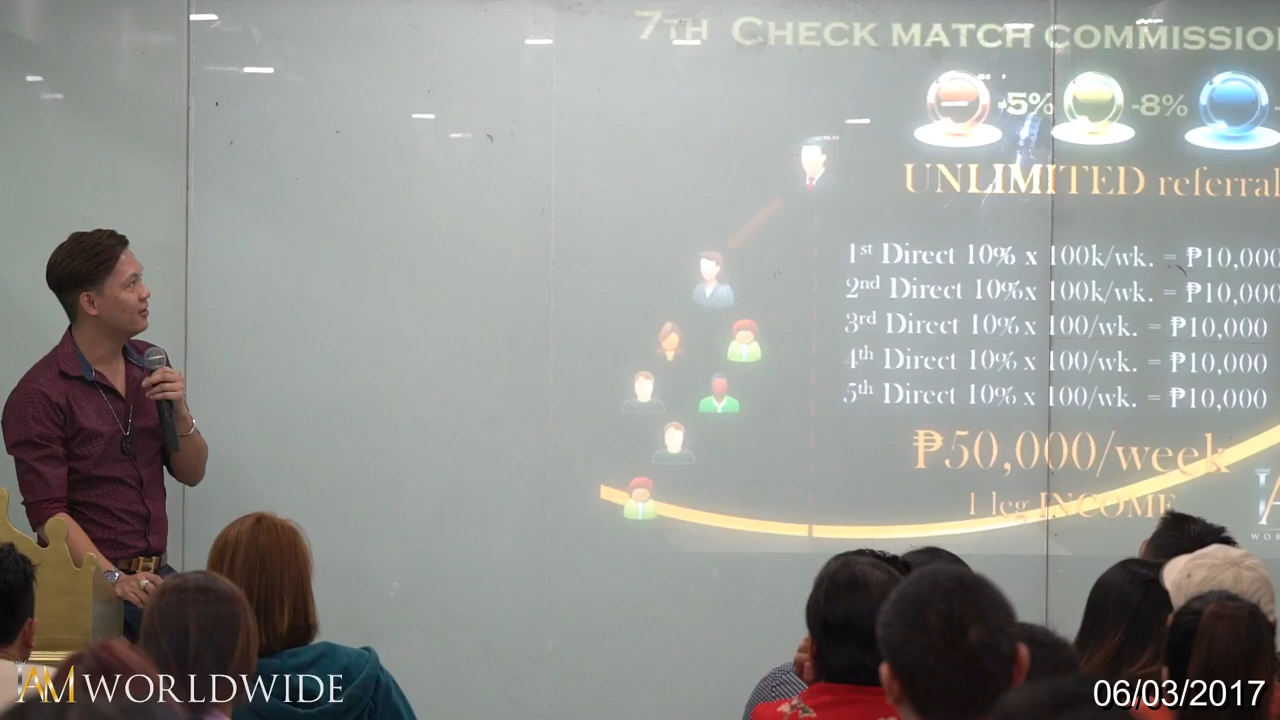 7TH CHECK MATCH COMMISSION
-5% -8% -
UNLIMITED referral
1st Direct 10% x 100k/wk. = ₱10,000
2nd Direct 10%x 100k/wk. = ₱10,000
3rd Direct 10% x 100/wk. = ₱10,000
4th Direct 10% x 100/wk. = ₱10,000
5th Direct 10% x 100/wk. = ₱10,000
₱50,000/week
1 leg INCOME
IAM WORLDWIDE
06/03/2017